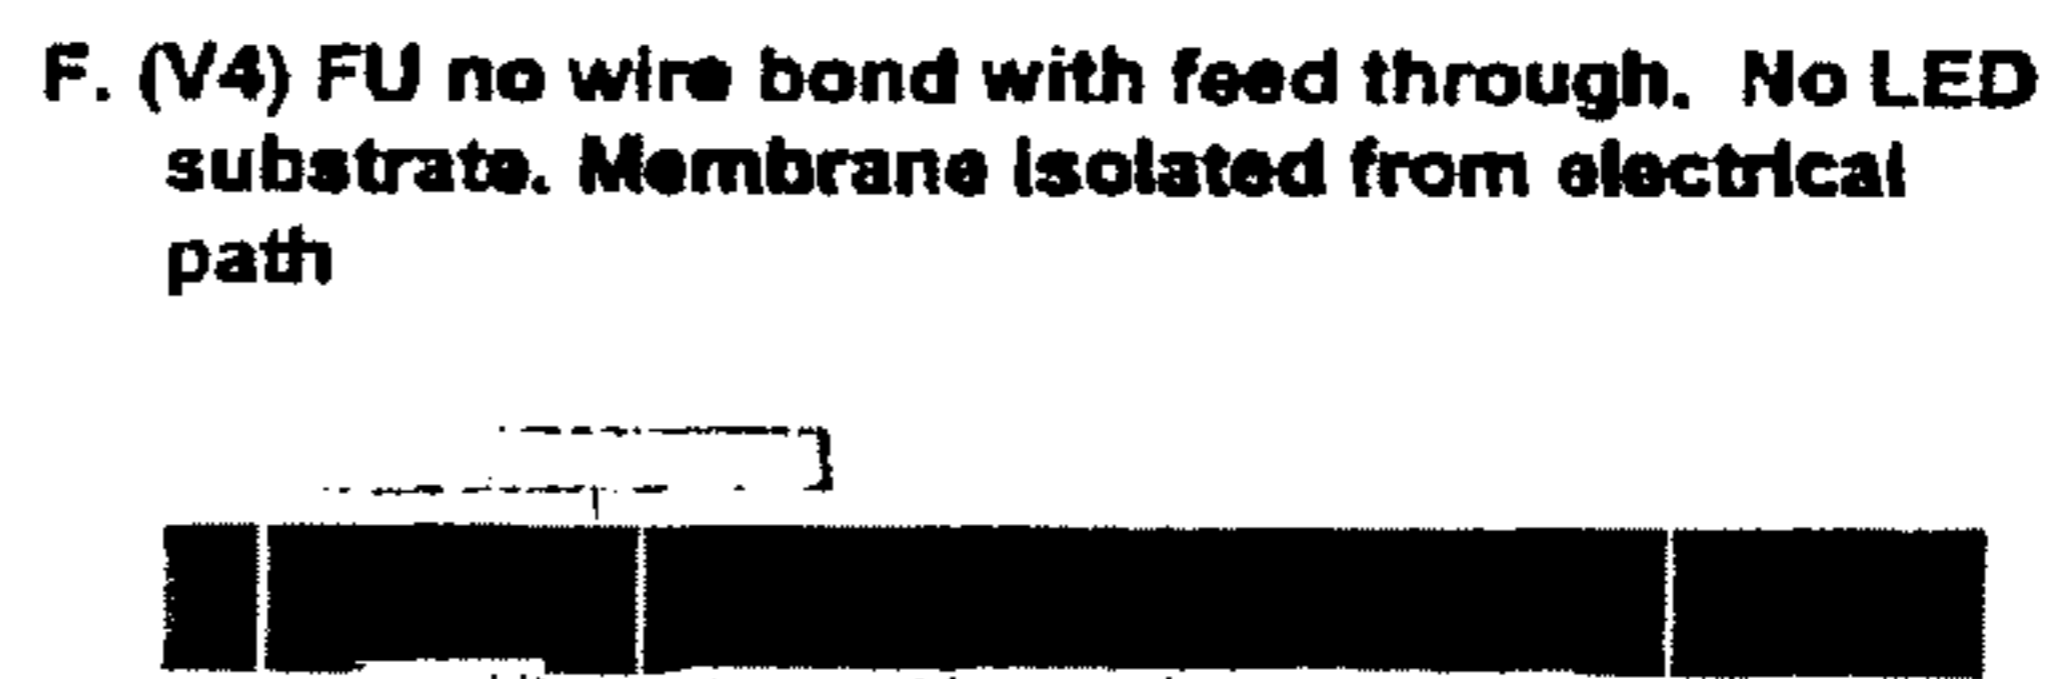 F. (V4) FU no wire bond with feed through. No LED
substrate. Membrane isolated from electrical
path